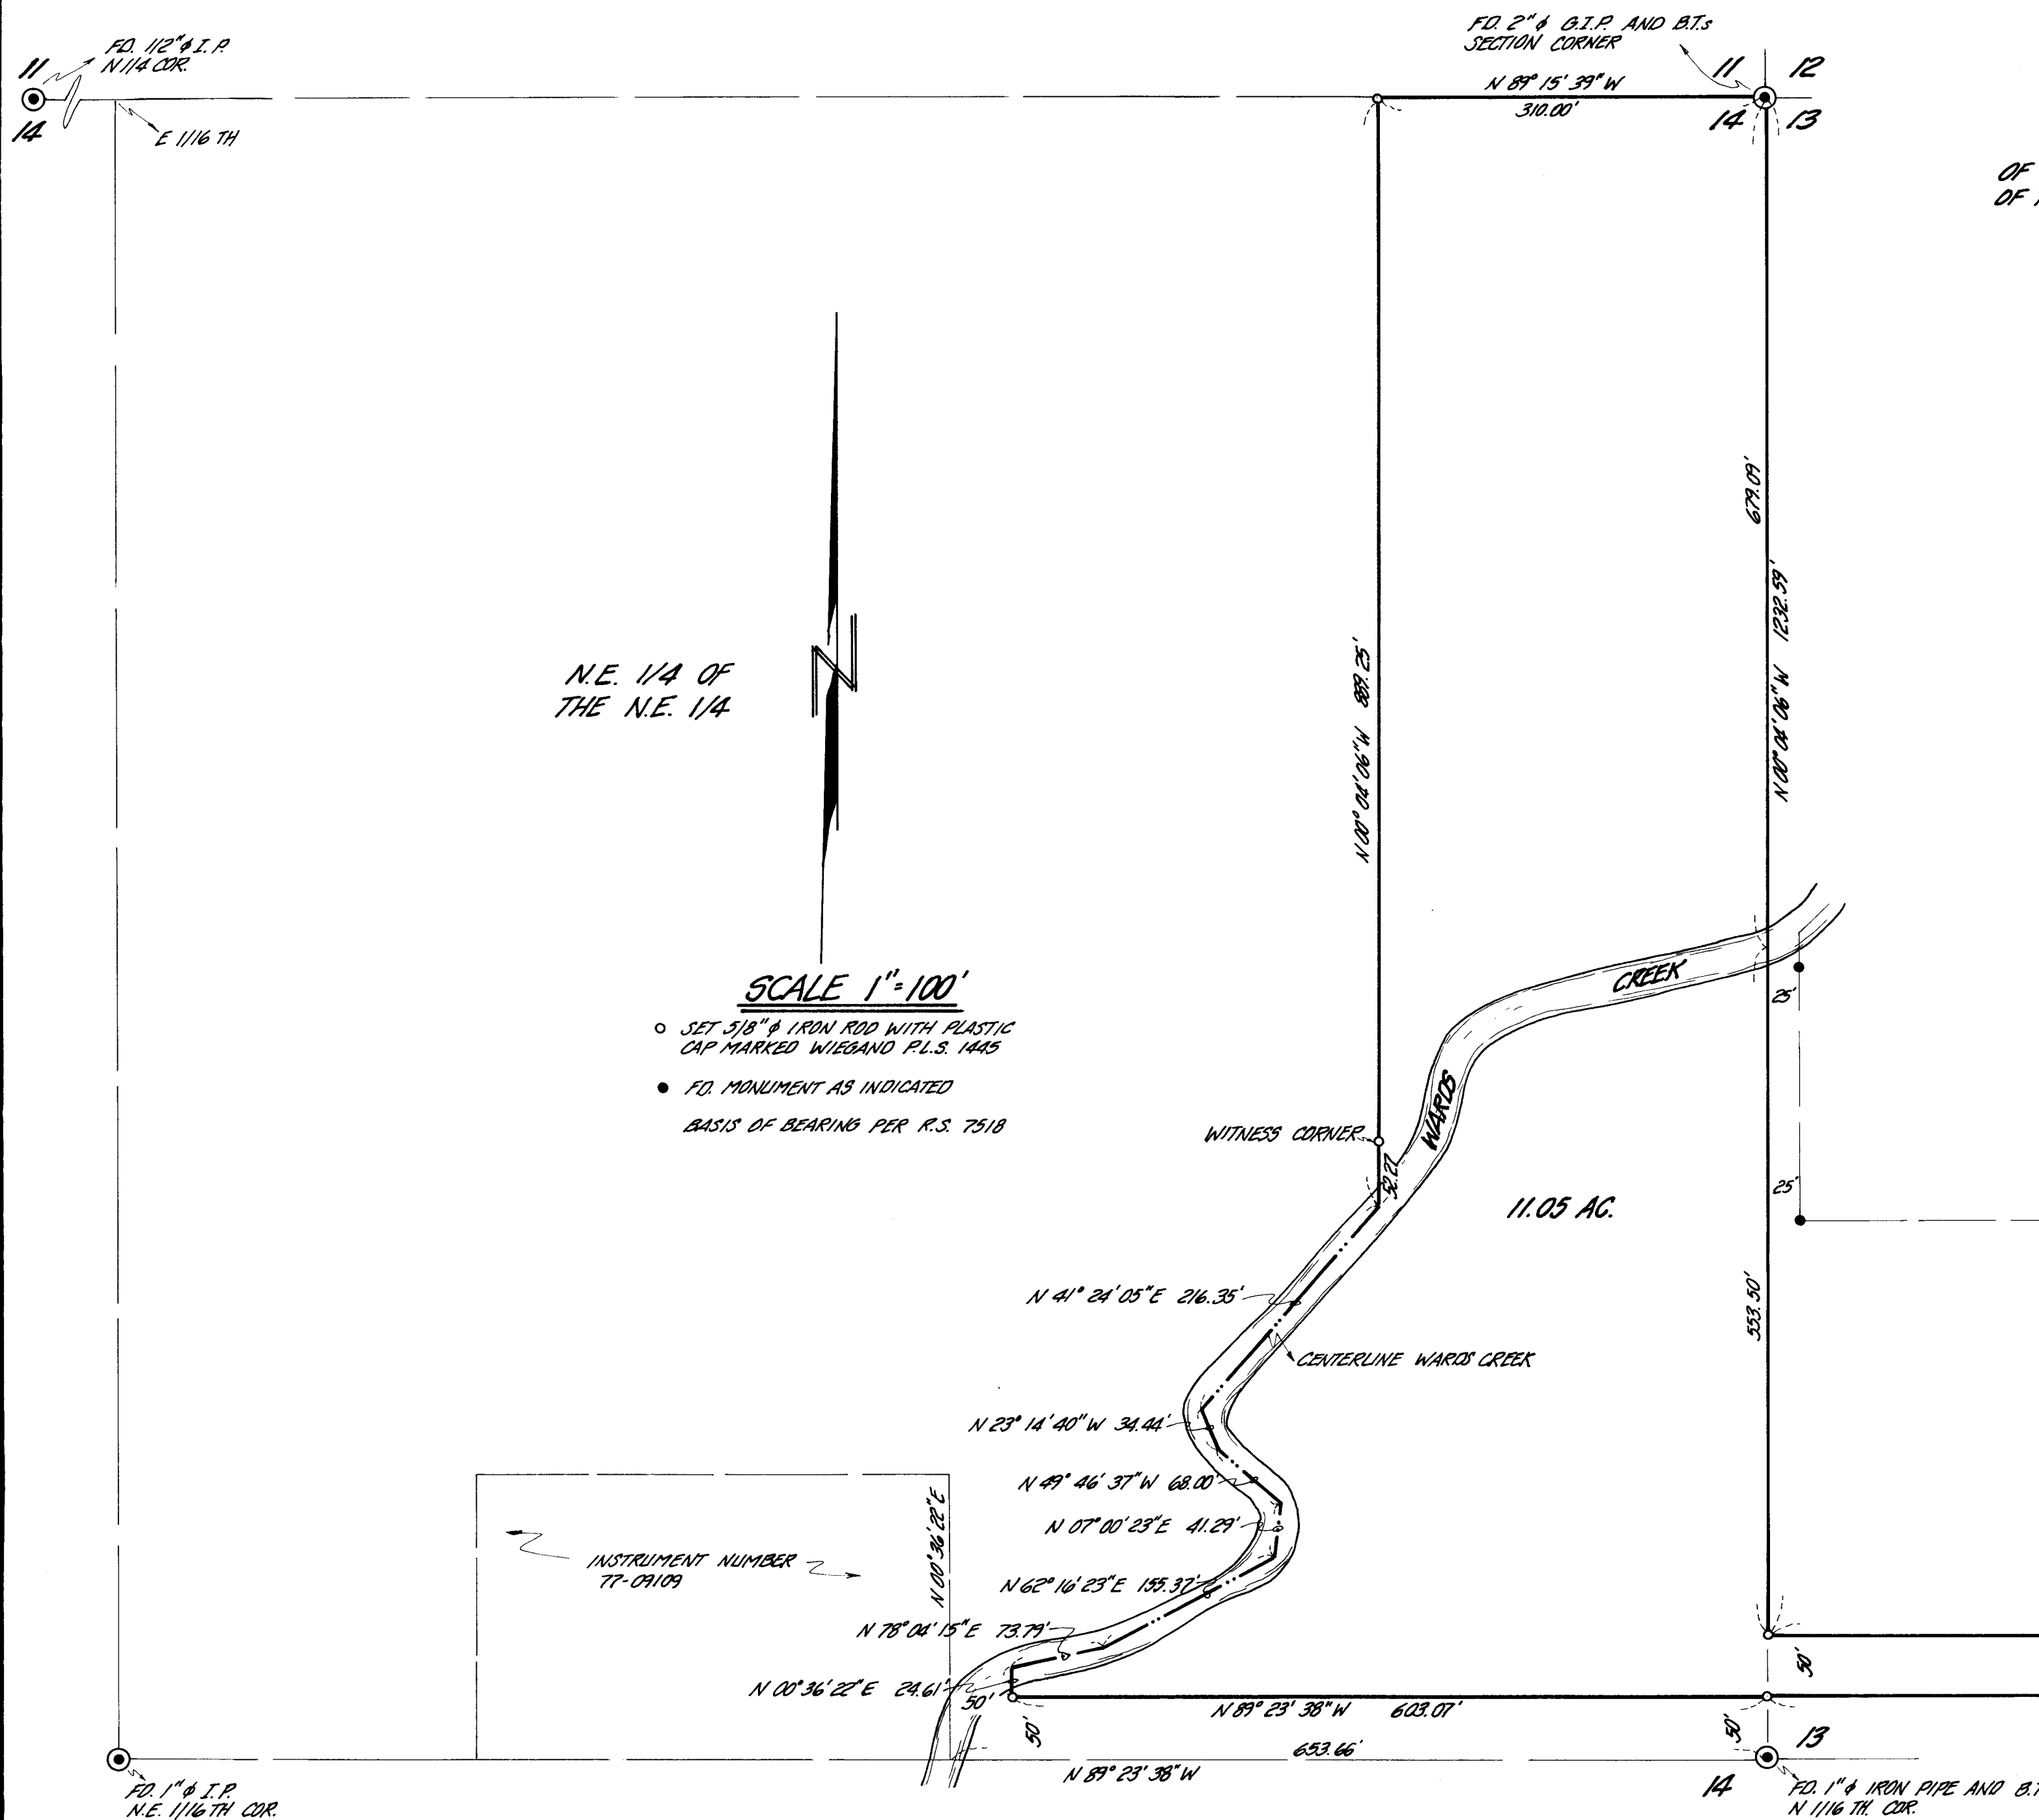 FD. 1/2"ϕ I.P.
N 1/4 COR.
11
14
E 1/16 TH
FD. 2"ϕ G.I.P. AND B.T.s
SECTION CORNER
11 12
14 13
N 89° 15' 39" W
310.00'
OF
OF
679.09'
N 00° 04' 06" W 1232.59'
N 00° 04' 06" W 889.25'
N.E. 1/4 OF
THE N.E. 1/4
N
SCALE 1"=100'
SET 5/8"ϕ IRON ROD WITH PLASTIC
CAP MARKED WIEGAND P.L.S. 1445
FD. MONUMENT AS INDICATED
BASIS OF BEARING PER R.S. 7518
CREEK
WARDS
25'
25'
WITNESS CORNER
52.27
11.05 AC.
N 41° 24' 05" E 216.35'
CENTERLINE WARDS CREEK
553.50'
N 23° 14' 40" W 34.44'
N 49° 46' 37" W 68.00'
N 07° 00' 23" E 41.29'
N 62° 16' 23" E 155.37'
N 78° 04' 15" E 73.79'
N 00° 36' 22" E 24.61'
N 00° 36' 22" E
INSTRUMENT NUMBER
77-09109
50'
50'
N 89° 23' 38" W 603.07'
653.66'
N 89° 23' 38" W
50'
50'
13
14
FD. 1"ϕ I.P.
N.E. 1/16 TH COR.
FD. 1"ϕ IRON PIPE AND B.T
N 1/16 TH. COR.